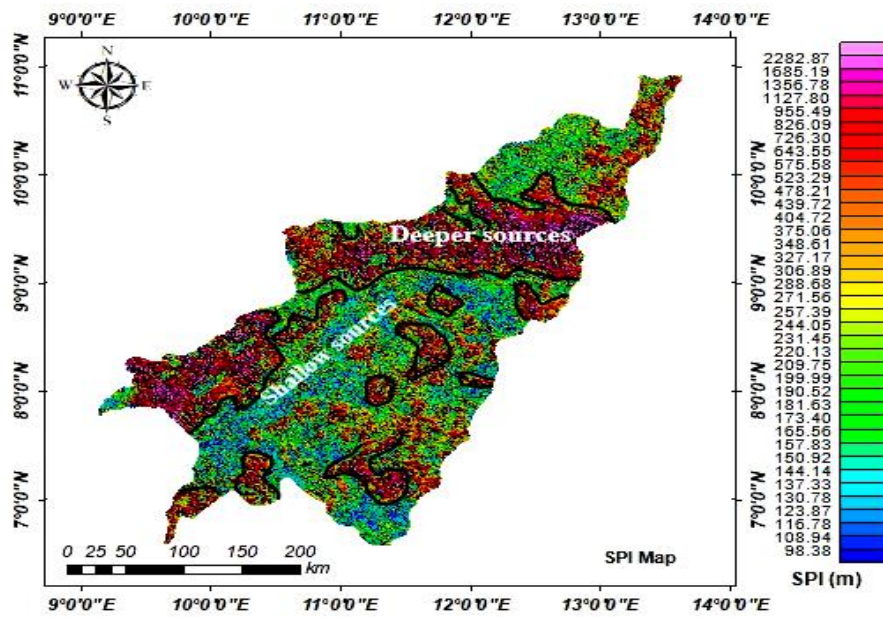 9°0'0"E 10°0'0"E 11°0'0"E 12°0'0"E 13°0'0"E 14°0'0"E
N
W E
S
11°0'0"N
10°0'0"N
9°0'0"N
8°0'0"N
7°0'0"N
Deeper sources
Shallow sources
11°0'0"N
10°0'0"N
9°0'0"N
8°0'0"N
7°0'0"N
0 25 50 100 150 200
km
SPI Map
9°0'0"E 10°0'0"E 11°0'0"E 12°0'0"E 13°0'0"E 14°0'0"E
2282.87
1685.19
1356.78
1127.80
955.49
826.09
726.30
643.55
575.58
523.29
478.21
439.72
404.72
375.06
348.61
327.17
306.89
288.68
271.56
257.39
244.05
231.45
220.13
209.75
199.99
190.52
181.63
173.40
165.56
157.83
150.92
144.14
137.33
130.78
123.87
116.78
108.94
98.38
SPI (m)